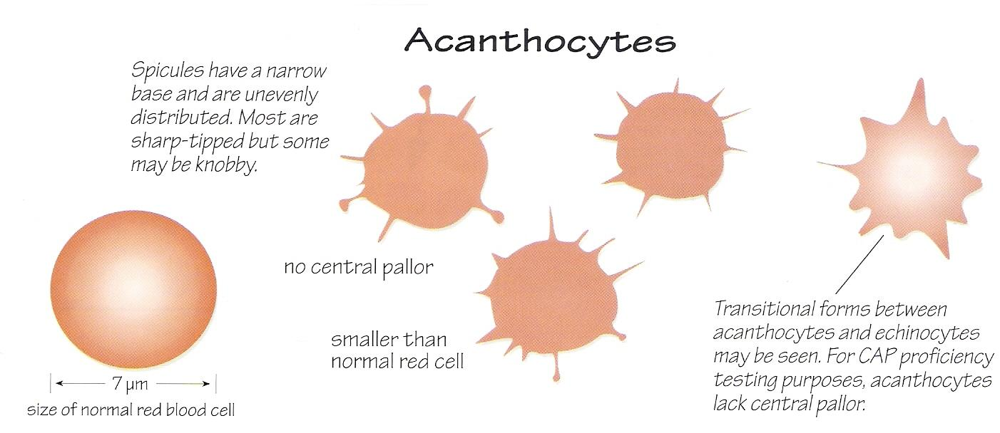 Acanthocytes
Spicules have a narrow
base and are unevenly
distributed. Most are
sharp-tipped but some
may be knobby.
no central pallor
smaller than
normal red cell
7 µm
size of normal red blood cell
Transitional forms between
acanthocytes and echinocytes
may be seen. For CAP proficiency
testing purposes, acanthocytes
lack central pallor.